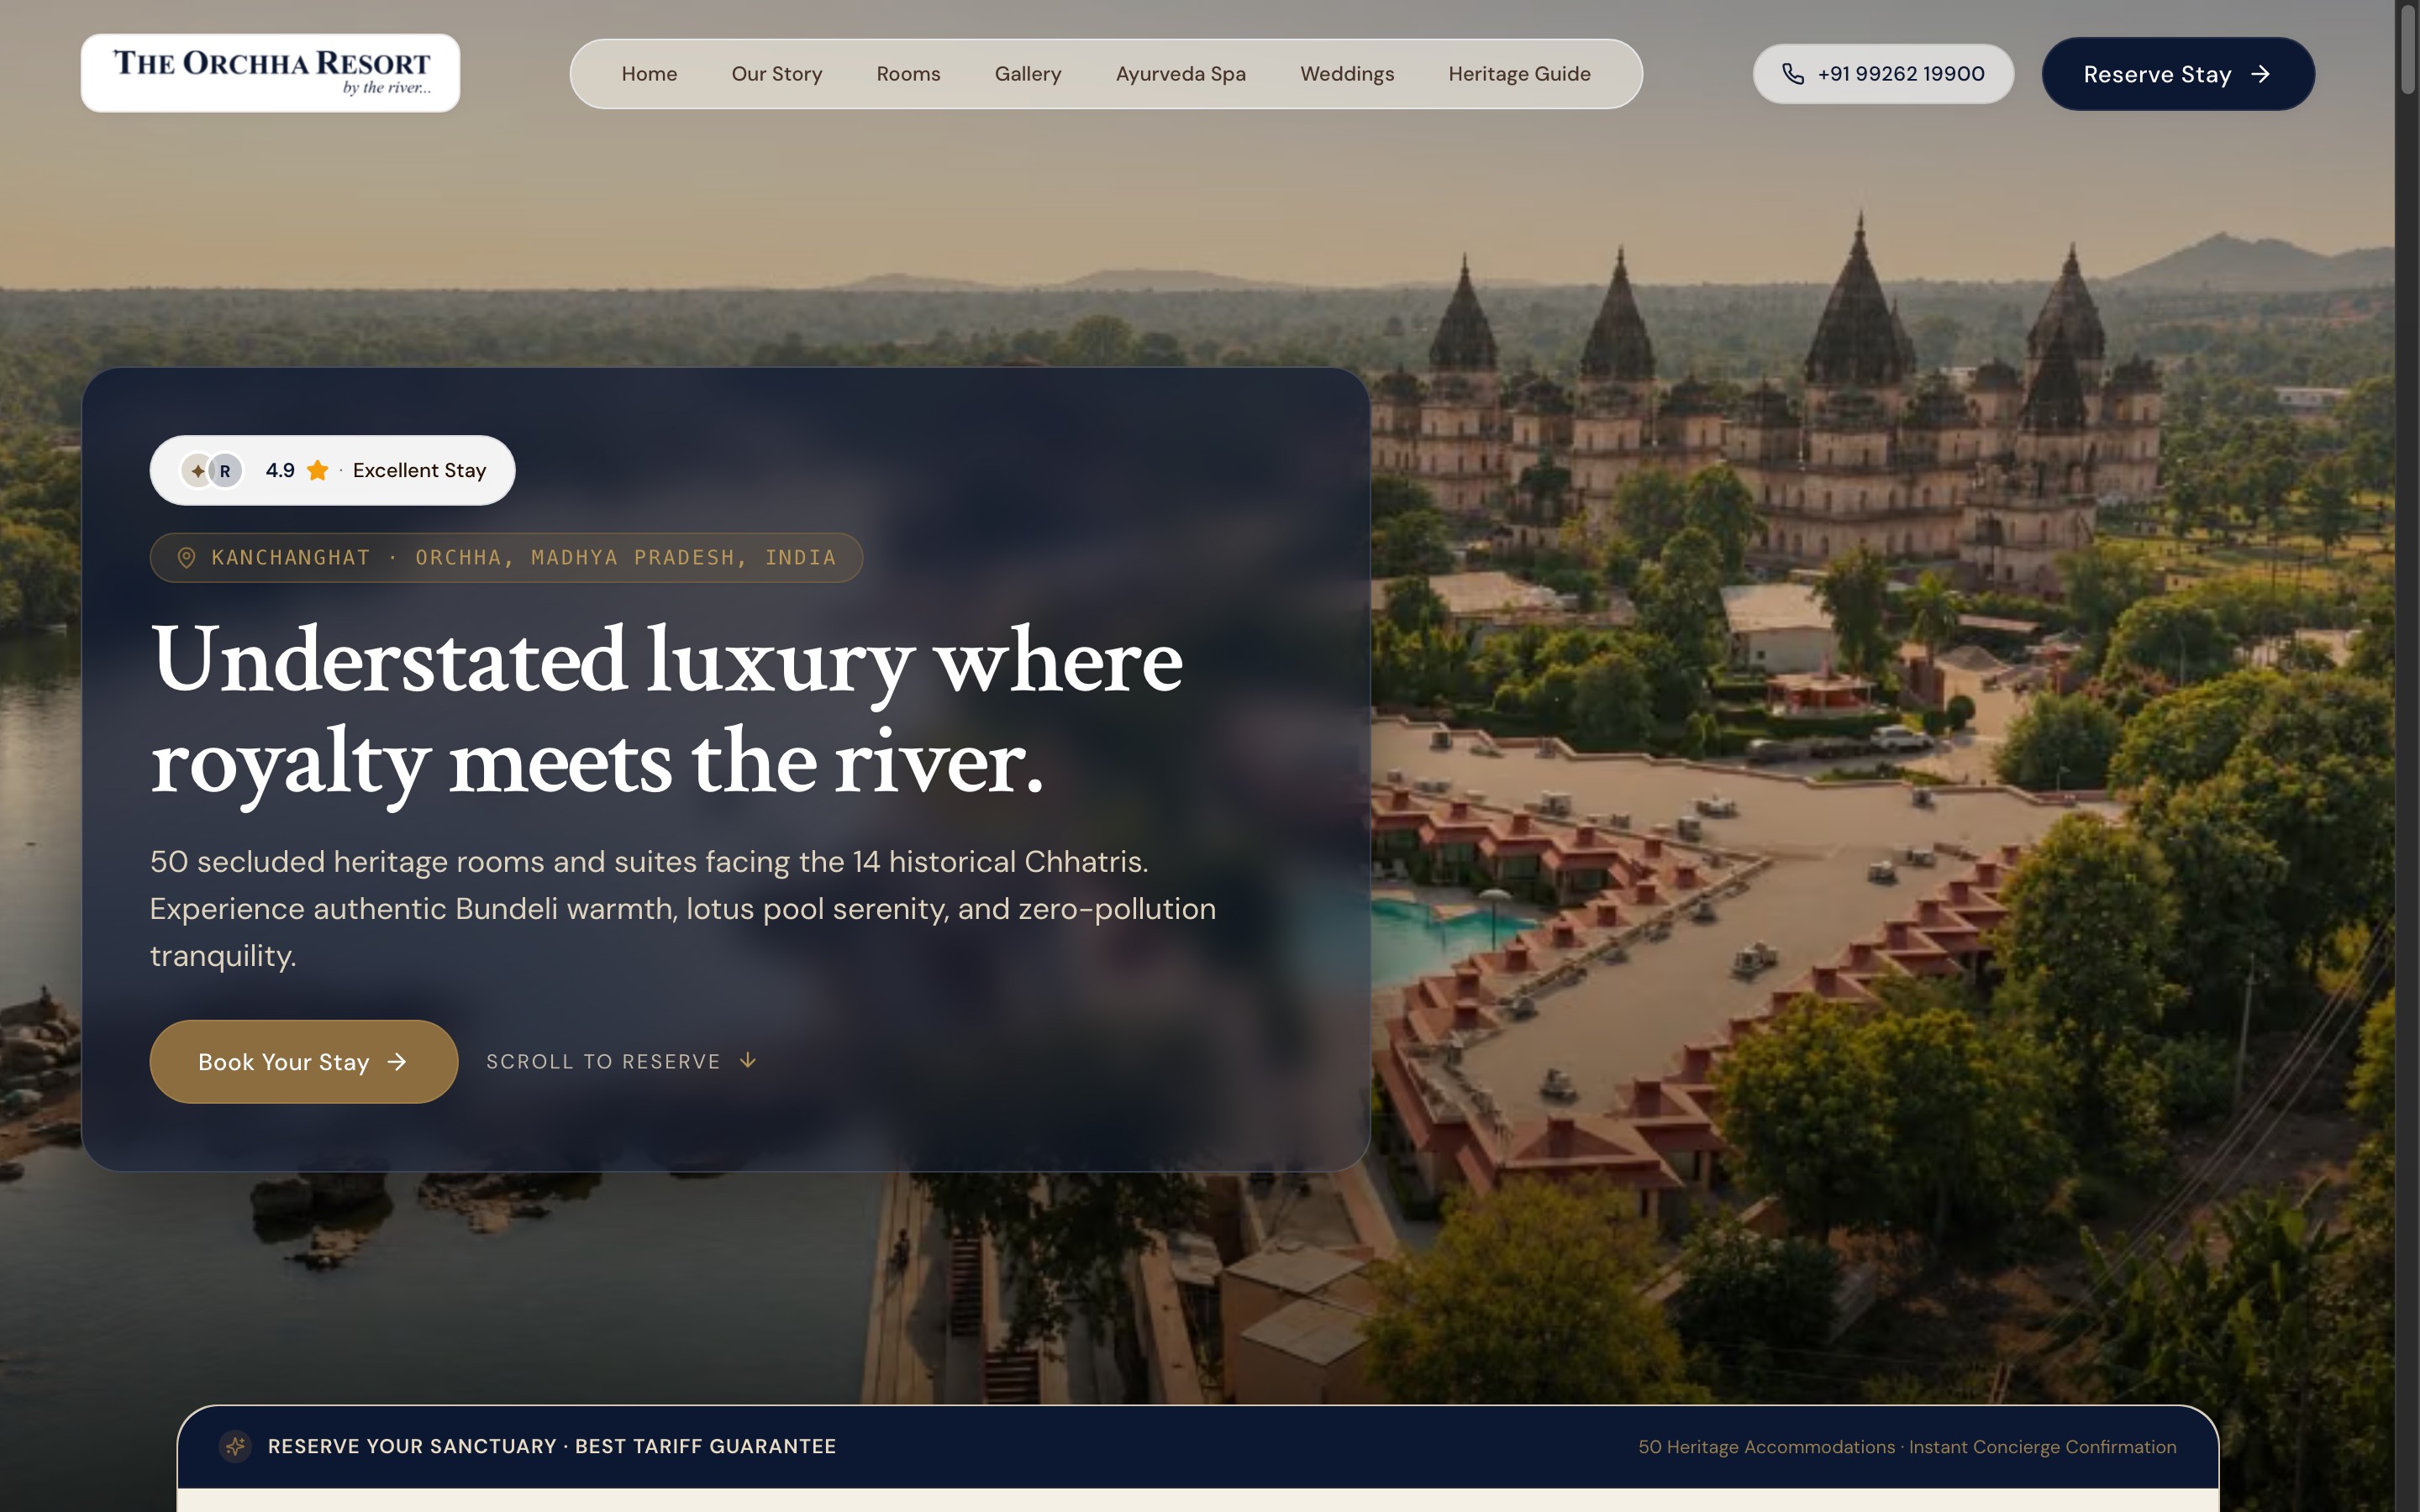 THE ORCHHA RESORT
by the river...
Home
Our Story
Rooms
Gallery
Ayurveda Spa
Weddings
Heritage Guide
+91 99262 19900
Reserve Stay →
✦ R 4.9 ★ · Excellent Stay
KANCHANGHAT · ORCHHA, MADHYA PRADESH, INDIA
Understated luxury where
royalty meets the river.
50 secluded heritage rooms and suites facing the 14 historical Chhatris.
Experience authentic Bundeli warmth, lotus pool serenity, and zero-pollution
tranquility.
Book Your Stay →
SCROLL TO RESERVE ↓
RESERVE YOUR SANCTUARY · BEST TARIFF GUARANTEE
50 Heritage Accommodations · Instant Concierge Confirmation